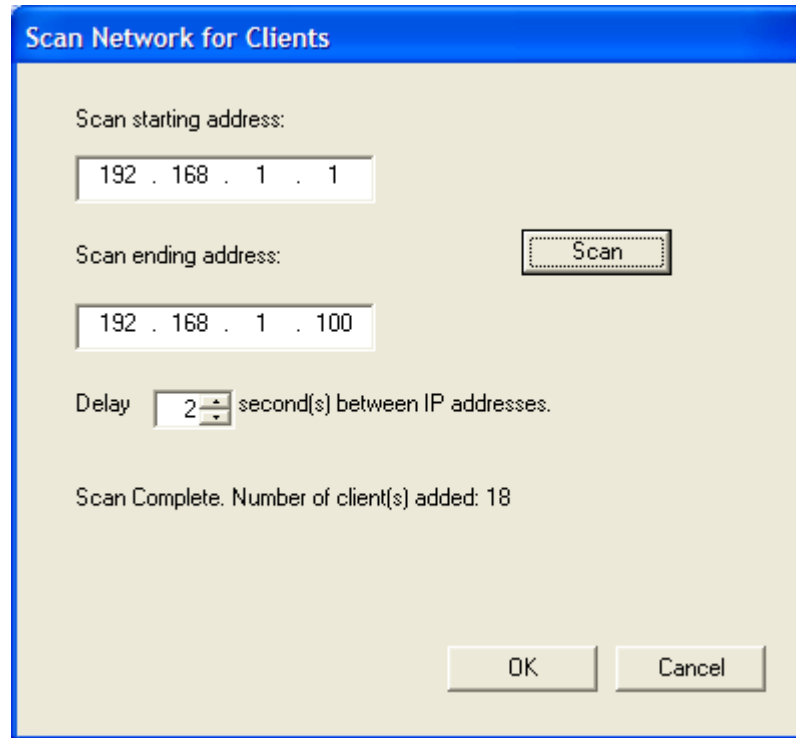 Scan Network for Clients
Scan starting address:
192 . 168 . 1 . 1
Scan ending address:
Scan
192 . 168 . 1 . 100
Delay 2 second(s) between IP addresses.
Scan Complete. Number of client(s) added: 18
OK Cancel